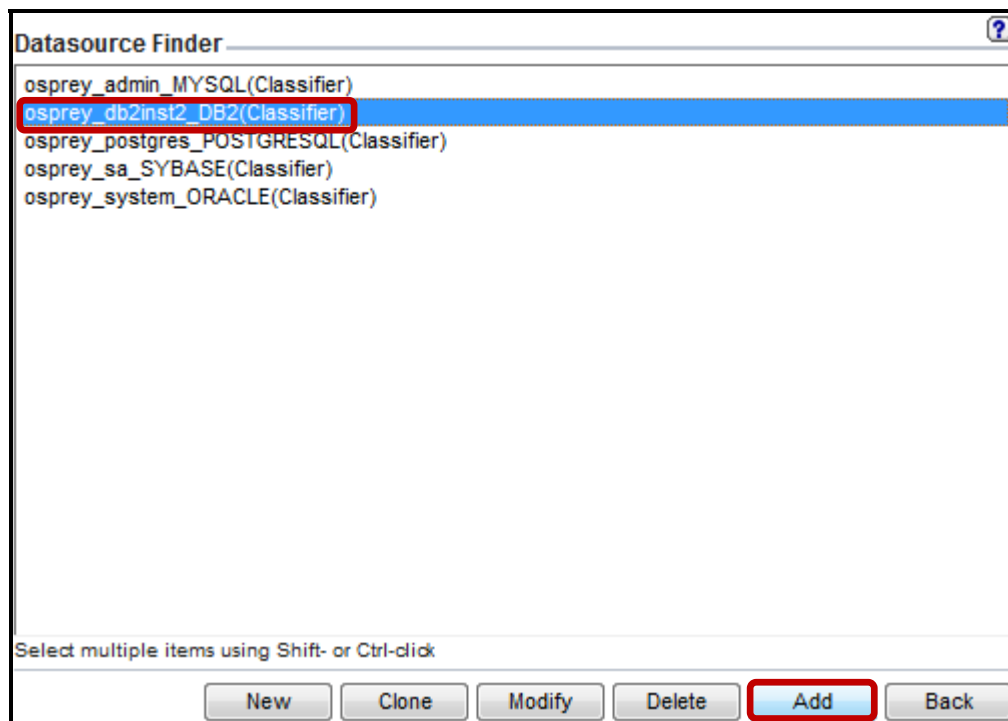 ?
Datasource Finder
osprey_admin_MYSQL(Classifier)
osprey_db2inst2_DB2(Classifier)
osprey_postgres_POSTGRESQL(Classifier)
osprey_sa_SYBASE(Classifier)
osprey_system_ORACLE(Classifier)
Select multiple items using Shift- or Ctrl-click
New Clone Modify Delete Add Back